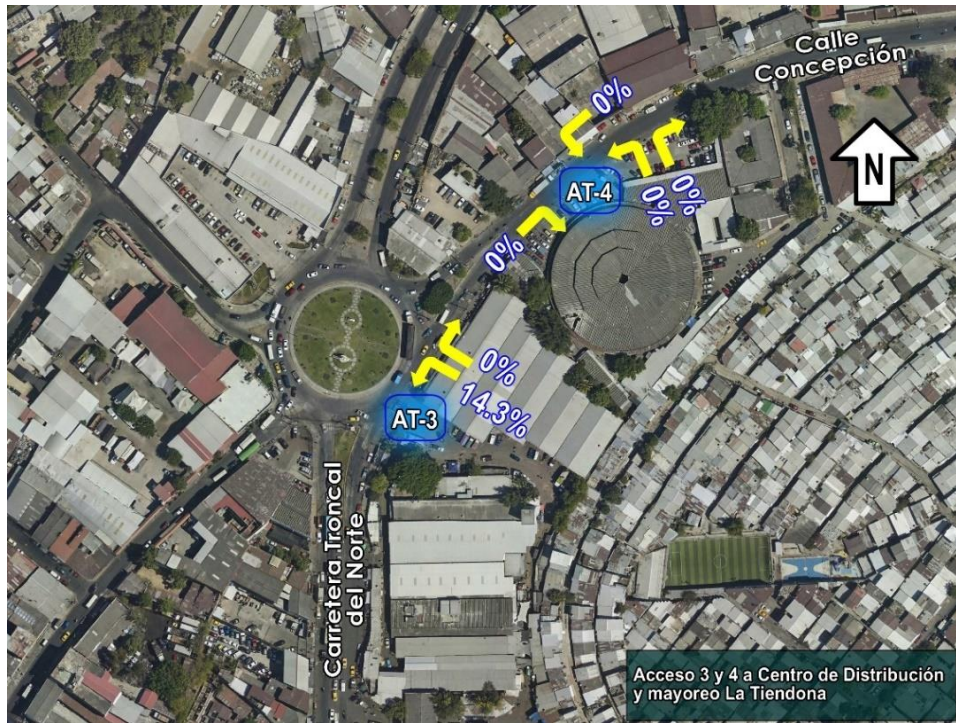 Calle
Concepción
0%
N
AT-4
0%
0%
0%
0%
14.3%
AT-3
Carretera Troncal
del Norte
Acceso 3 y 4 a Centro de Distribución
y mayoreo La Tiendona